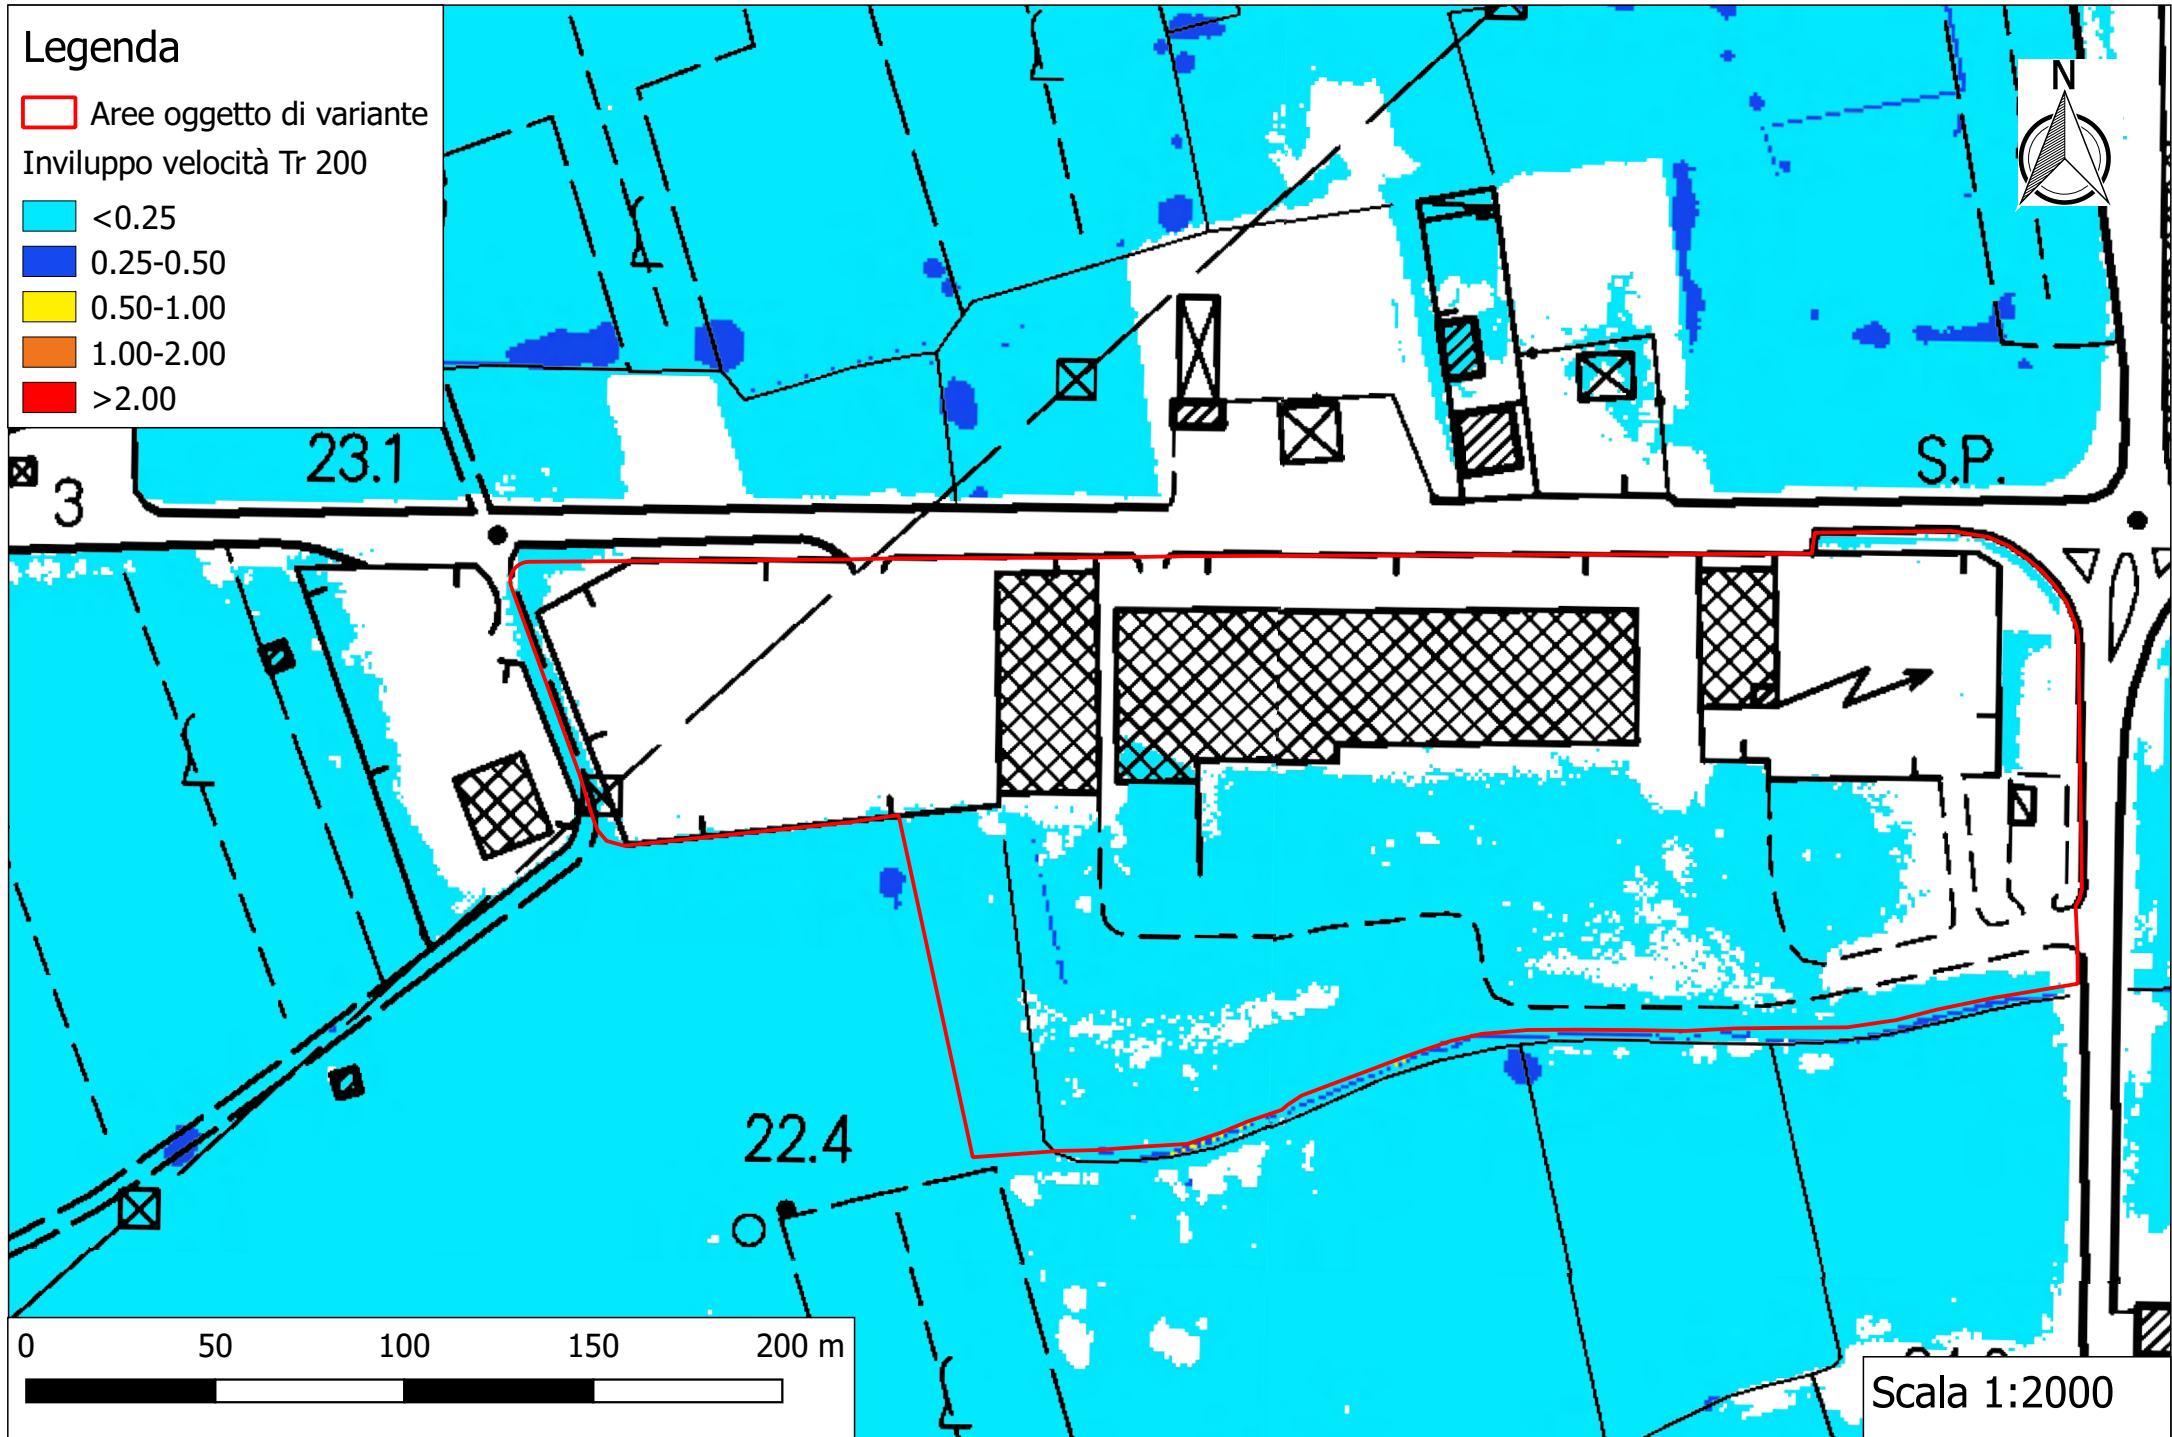 Legenda
Aree oggetto di variante
Inviluppo velocità Tr 200
<0.25
0.25-0.50
0.50-1.00
1.00-2.00
>2.00
N
23.1
3
S.P.
22.4
0 50 100 150 200 m
Scala 1:2000